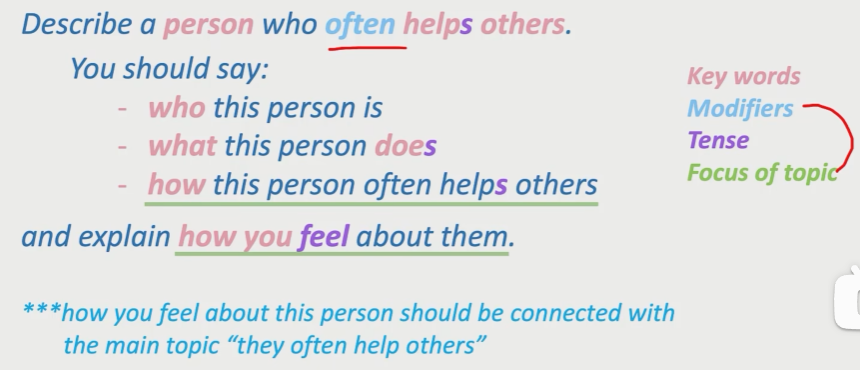 Describe a person who often helps others.
You should say:
- who this person is
- what this person does
- how this person often helps others
and explain how you feel about them.
***how you feel about this person should be connected with
the main topic “they often help others”
Key words
Modifiers
Tense
Focus of topic